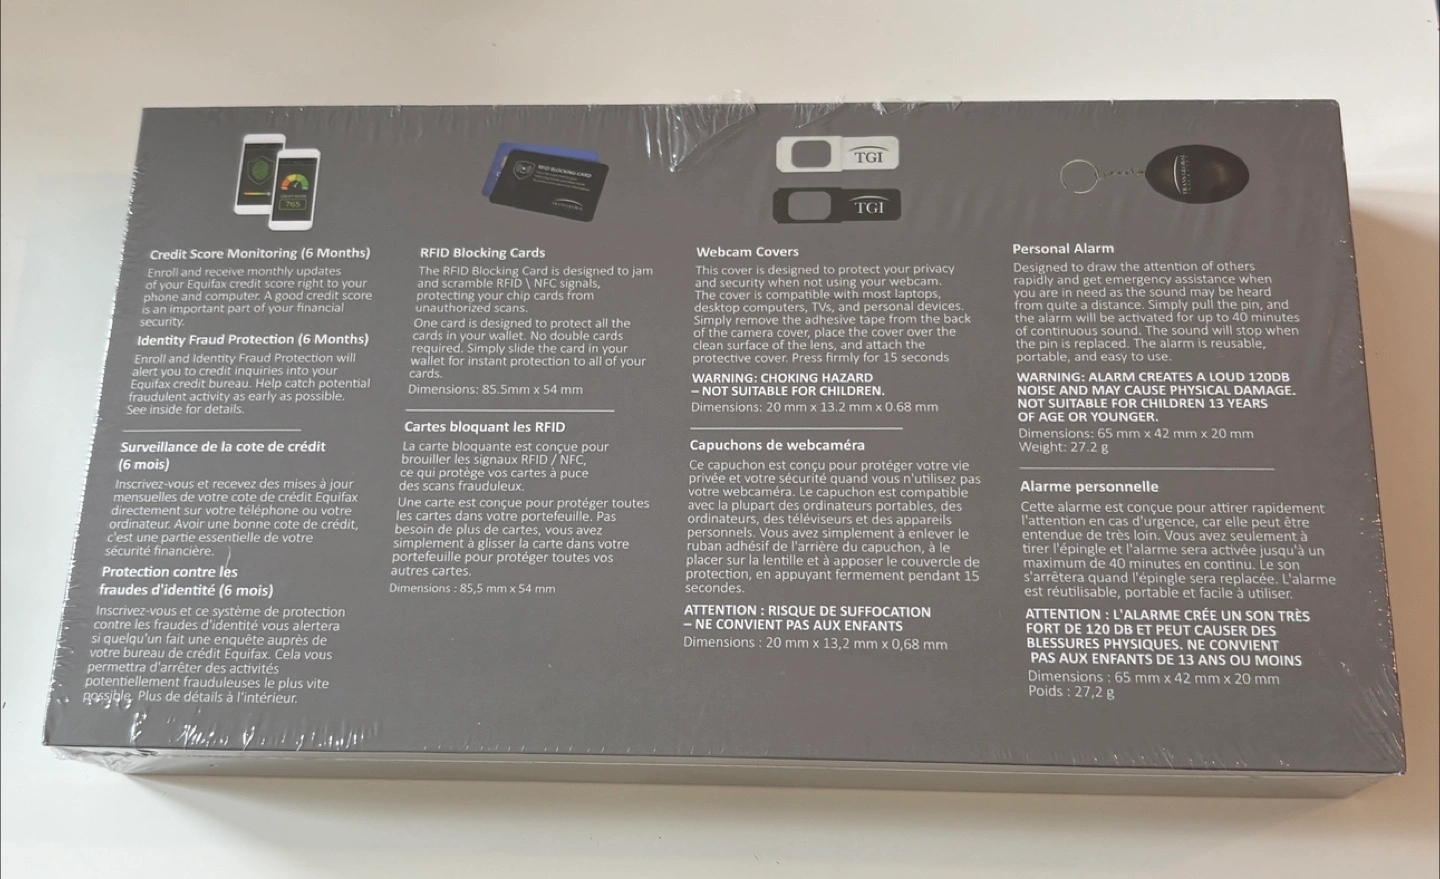 765
RFID BLOCKING CARD
TGI
TGI
Credit Score Monitoring (6 Months)
Enroll and receive monthly updates
of your Equifax credit score right to your
phone and computer. A good credit score
is an important part of your financial
security.
Identity Fraud Protection (6 Months)
Enroll and Identity Fraud Protection will
alert you to credit inquiries into your
Equifax credit bureau. Help catch potential
fraudulent activity as early as possible.
See inside for details.
Surveillance de la cote de crédit
(6 mois)
Inscrivez-vous et recevez des mises à jour
mensuelles de votre cote de crédit Equifax
directement sur votre téléphone ou votre
ordinateur. Avoir une bonne cote de crédit,
c'est une partie essentielle de votre
sécurité financière.
Protection contre les
fraudes d'identité (6 mois)
Inscrivez-vous et ce système de protection
contre les fraudes d'identité vous alertera
si quelqu'un fait une enquête auprès de
votre bureau de crédit Equifax. Cela vous
permettra d'arrêter des activités
potentiellement frauduleuses le plus vite
possible. Plus de détails à l'intérieur.
RFID Blocking Cards
The RFID Blocking Card is designed to jam
and scramble RFID \ NFC signals,
protecting your chip cards from
unauthorized scans.
One card is designed to protect all the
cards in your wallet. No double cards
required. Simply slide the card in your
wallet for instant protection to all of your
cards.
Dimensions: 85.5mm x 54 mm
Cartes bloquant les RFID
La carte bloquante est conçue pour
brouiller les signaux RFID / NFC,
ce qui protège vos cartes à puce
des scans frauduleux.
Une carte est conçue pour protéger toutes
les cartes dans votre portefeuille. Pas
besoin de plus de cartes, vous avez
simplement à glisser la carte dans votre
portefeuille pour protéger toutes vos
autres cartes.
Dimensions : 85,5 mm x 54 mm
Webcam Covers
This cover is designed to protect your privacy
and security when not using your webcam.
The cover is compatible with most laptops,
desktop computers, TVs, and personal devices.
Simply remove the adhesive tape from the back
of the camera cover, place the cover over the
clean surface of the lens, and attach the
protective cover. Press firmly for 15 seconds
WARNING: CHOKING HAZARD
– NOT SUITABLE FOR CHILDREN.
Dimensions: 20 mm x 13.2 mm x 0.68 mm
Capuchons de webcaméra
Ce capuchon est conçu pour protéger votre vie
privée et votre sécurité quand vous n'utilisez pas
votre webcaméra. Le capuchon est compatible
avec la plupart des ordinateurs portables, des
ordinateurs, des téléviseurs et des appareils
personnels. Vous avez simplement à enlever le
ruban adhésif de l'arrière du capuchon, à le
placer sur la lentille et à apposer le couvercle de
protection, en appuyant fermement pendant 15
secondes.
ATTENTION : RISQUE DE SUFFOCATION
– NE CONVIENT PAS AUX ENFANTS
Dimensions : 20 mm x 13,2 mm x 0,68 mm
Personal Alarm
Designed to draw the attention of others
rapidly and get emergency assistance when
you are in need as the sound may be heard
from quite a distance. Simply pull the pin, and
the alarm will be activated for up to 40 minutes
of continuous sound. The sound will stop when
the pin is replaced. The alarm is reusable,
portable, and easy to use.
WARNING: ALARM CREATES A LOUD 120DB
NOISE AND MAY CAUSE PHYSICAL DAMAGE.
NOT SUITABLE FOR CHILDREN 13 YEARS
OF AGE OR YOUNGER.
Dimensions: 65 mm x 42 mm x 20 mm
Weight: 27.2 g
Alarme personnelle
Cette alarme est conçue pour attirer rapidement
l'attention en cas d'urgence, car elle peut être
entendue de très loin. Vous avez seulement à
tirer l'épingle et l'alarme sera activée jusqu'à un
maximum de 40 minutes en continu. Le son
s'arrêtera quand l'épingle sera replacée. L'alarme
est réutilisable, portable et facile à utiliser.
ATTENTION : L'ALARME CRÉE UN SON TRÈS
FORT DE 120 DB ET PEUT CAUSER DES
BLESSURES PHYSIQUES. NE CONVIENT
PAS AUX ENFANTS DE 13 ANS OU MOINS
Dimensions : 65 mm x 42 mm x 20 mm
Poids : 27,2 g